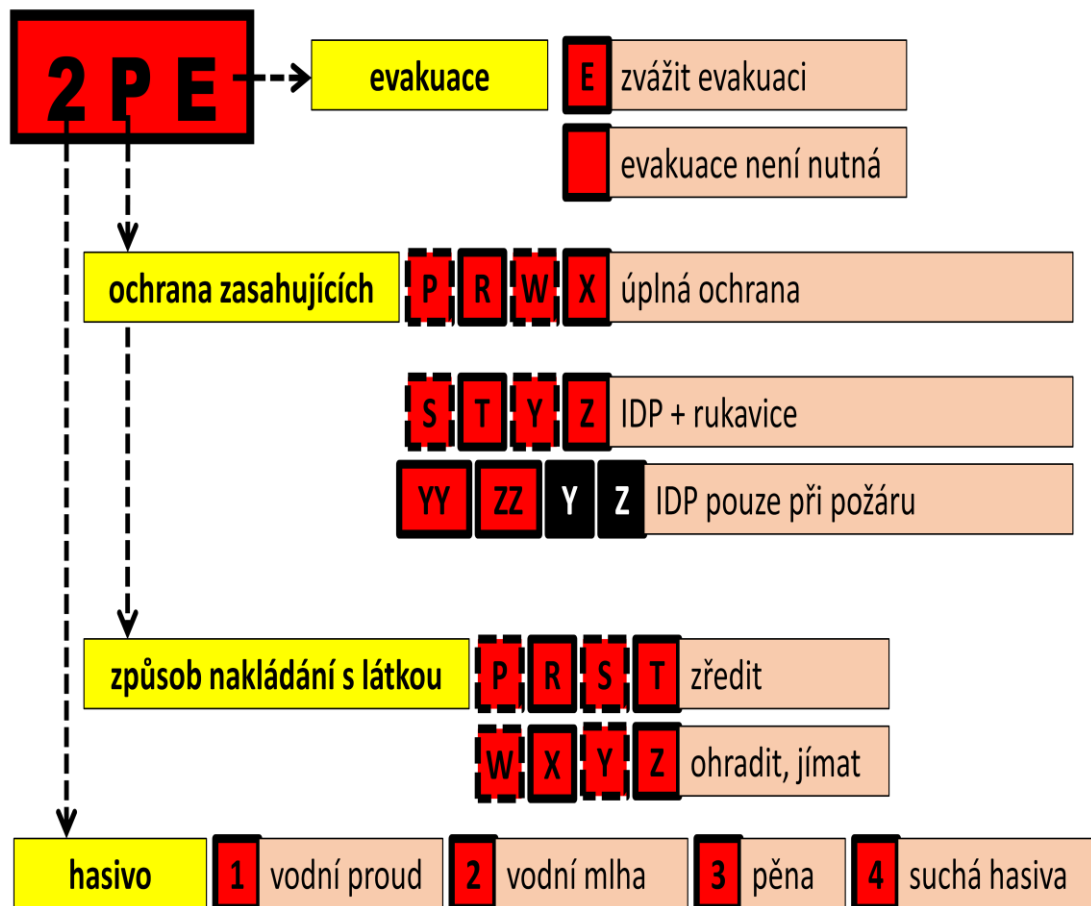 2 P E
evakuace E zvážit evakuaci
evakuace není nutná
ochrana zasahujících P R W X úplná ochrana
S T Y Z IDP + rukavice
YY ZZ Y Z IDP pouze při požáru
způsob nakládání s látkou P R S T zředit
W X Y Z ohradit, jímat
hasivo 1 vodní proud 2 vodní mlha 3 pěna 4 suchá hasiva